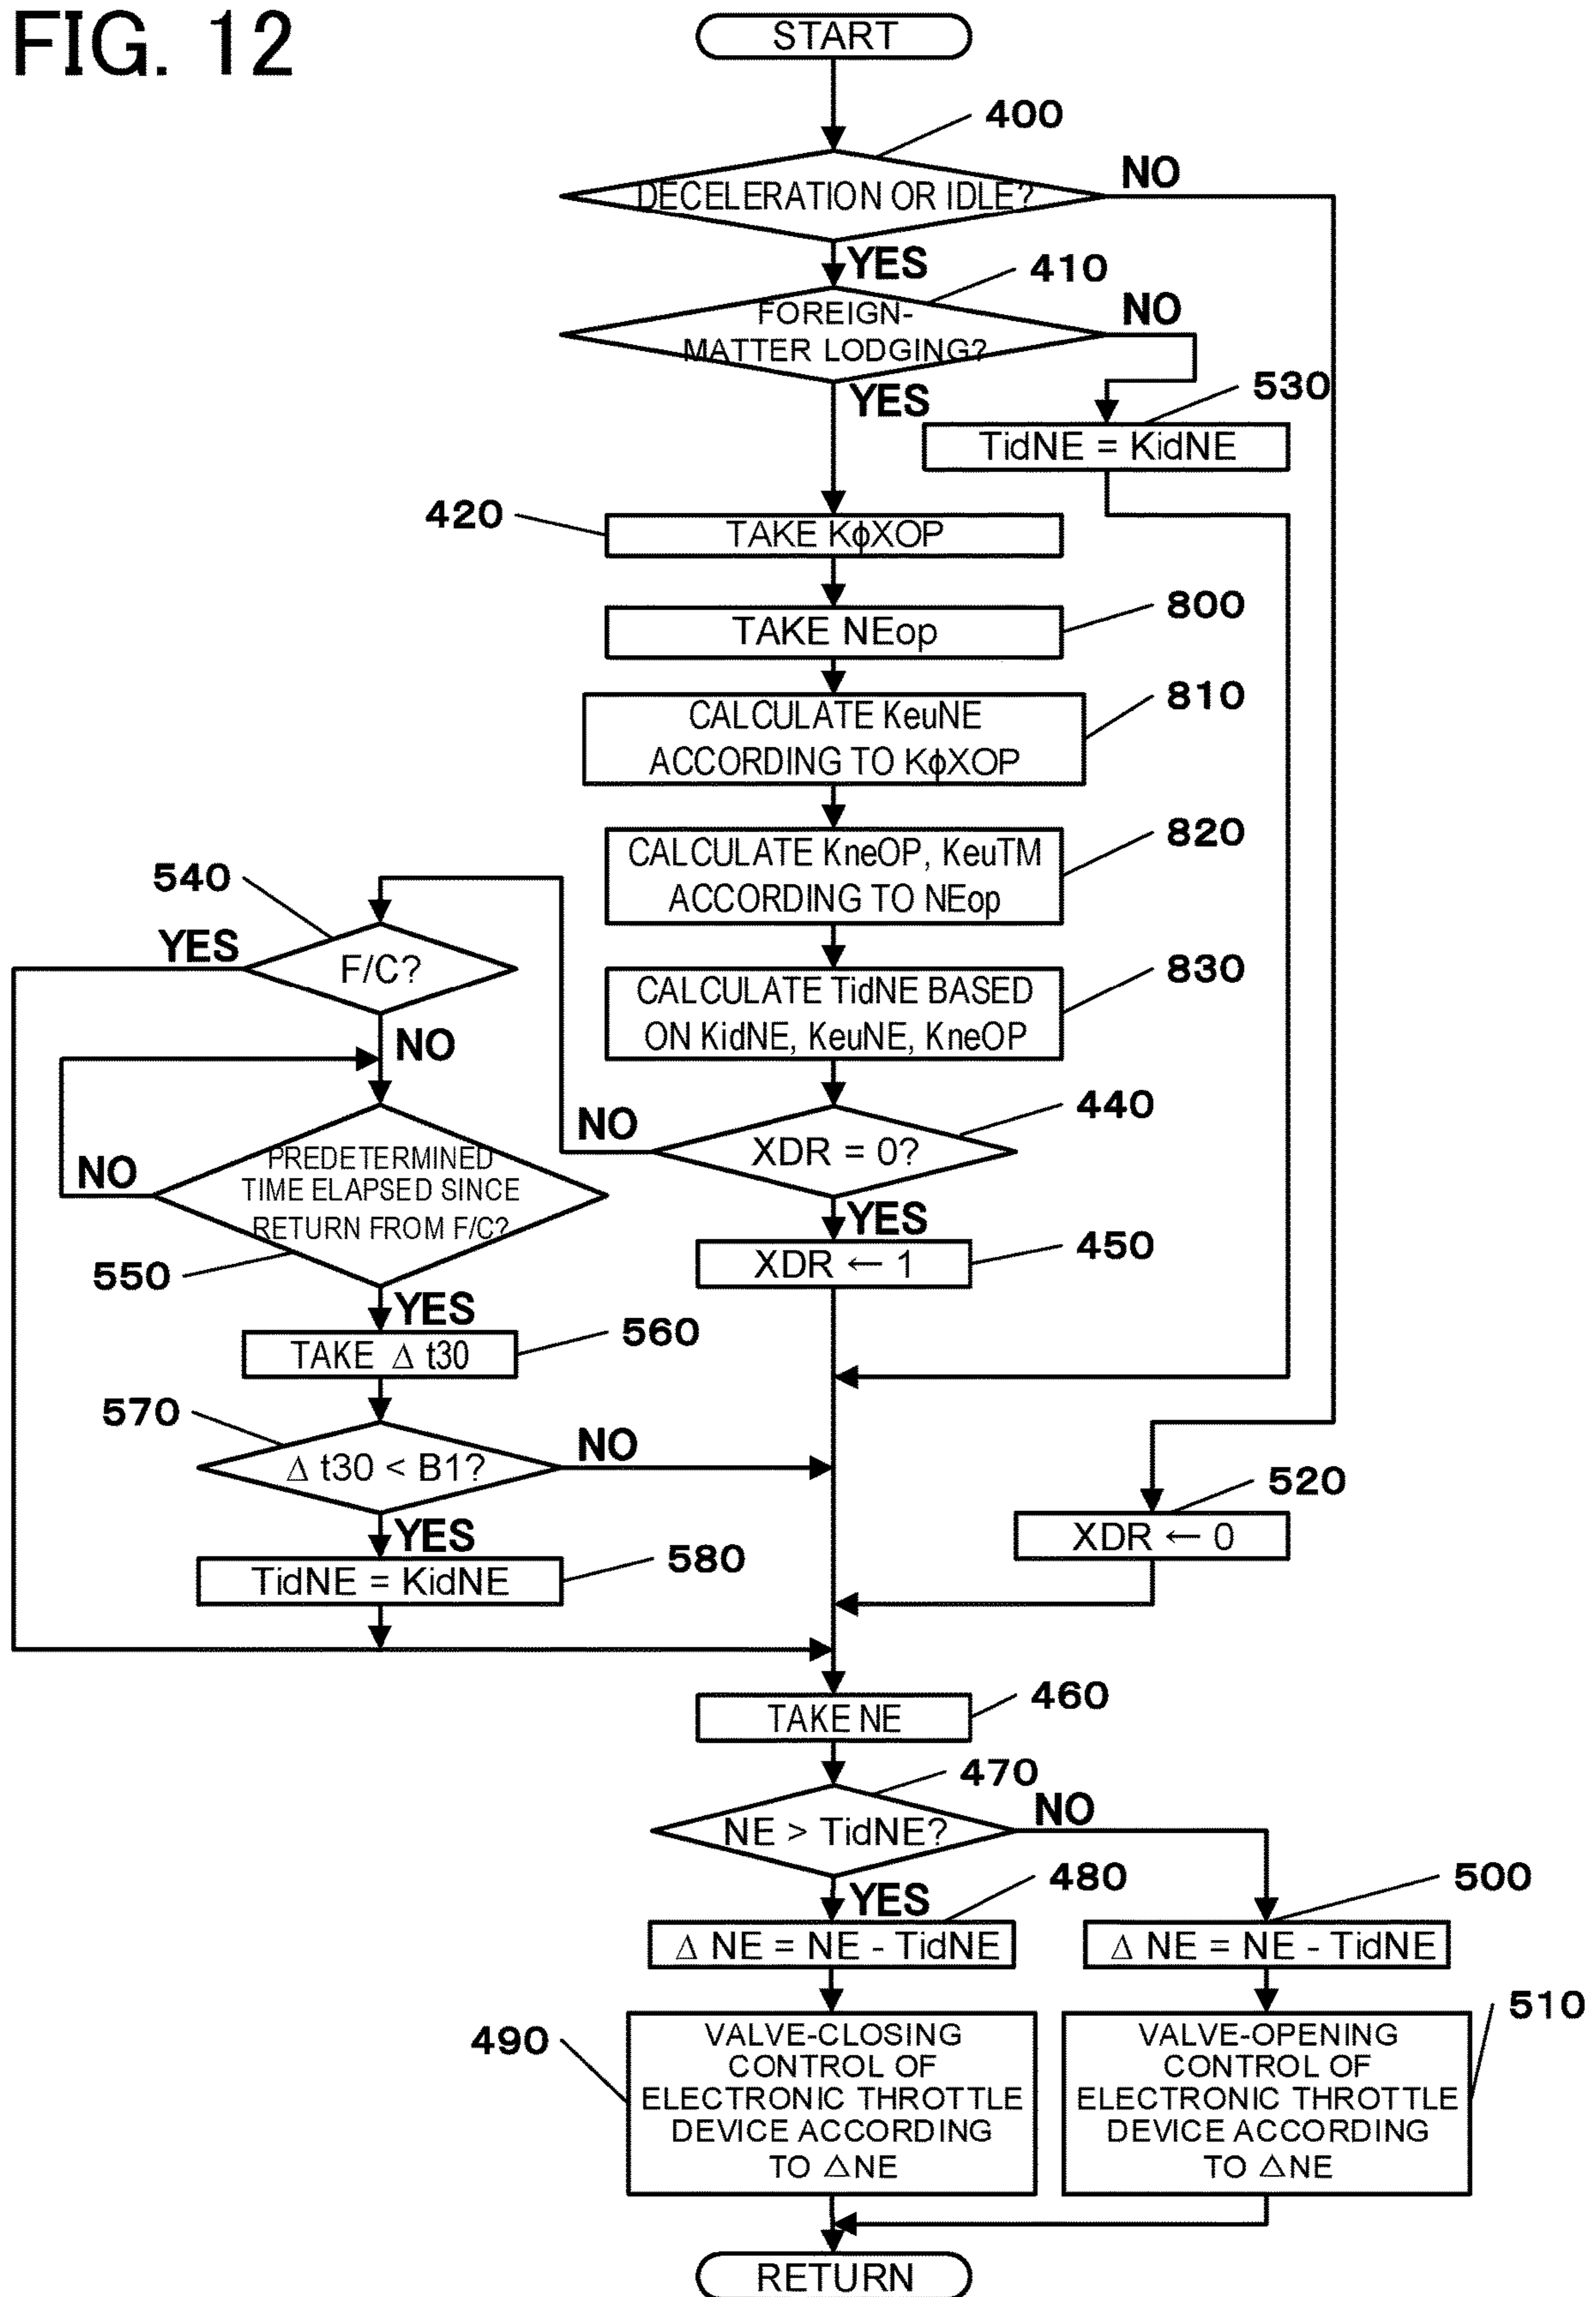 FIG. 12
START
400
DECELERATION OR IDLE?
NO
YES
410
FOREIGN-
MATTER LODGING?
NO
YES
530
TidNE = KidNE
420
TAKE KϕXOP
800
TAKE NEop
810
CALCULATE KeuNE
ACCORDING TO KϕXOP
820
CALCULATE KneOP, KeuTM
ACCORDING TO NEop
830
CALCULATE TidNE BASED
ON KidNE, KeuNE, KneOP
440
XDR = 0?
NO
YES
450
XDR ← 1
540
F/C?
YES
NO
PREDETERMINED
TIME ELAPSED SINCE
RETURN FROM F/C?
NO
550
YES
560
TAKE Δ t30
570
Δ t30 < B1?
NO
YES
580
TidNE = KidNE
520
XDR ← 0
460
TAKE NE
470
NE > TidNE?
NO
YES
480
Δ NE = NE - TidNE
500
Δ NE = NE - TidNE
490
VALVE-CLOSING
CONTROL OF
ELECTRONIC THROTTLE
DEVICE ACCORDING
TO △NE
510
VALVE-OPENING
CONTROL OF
ELECTRONIC THROTTLE
DEVICE ACCORDING
TO △NE
RETURN